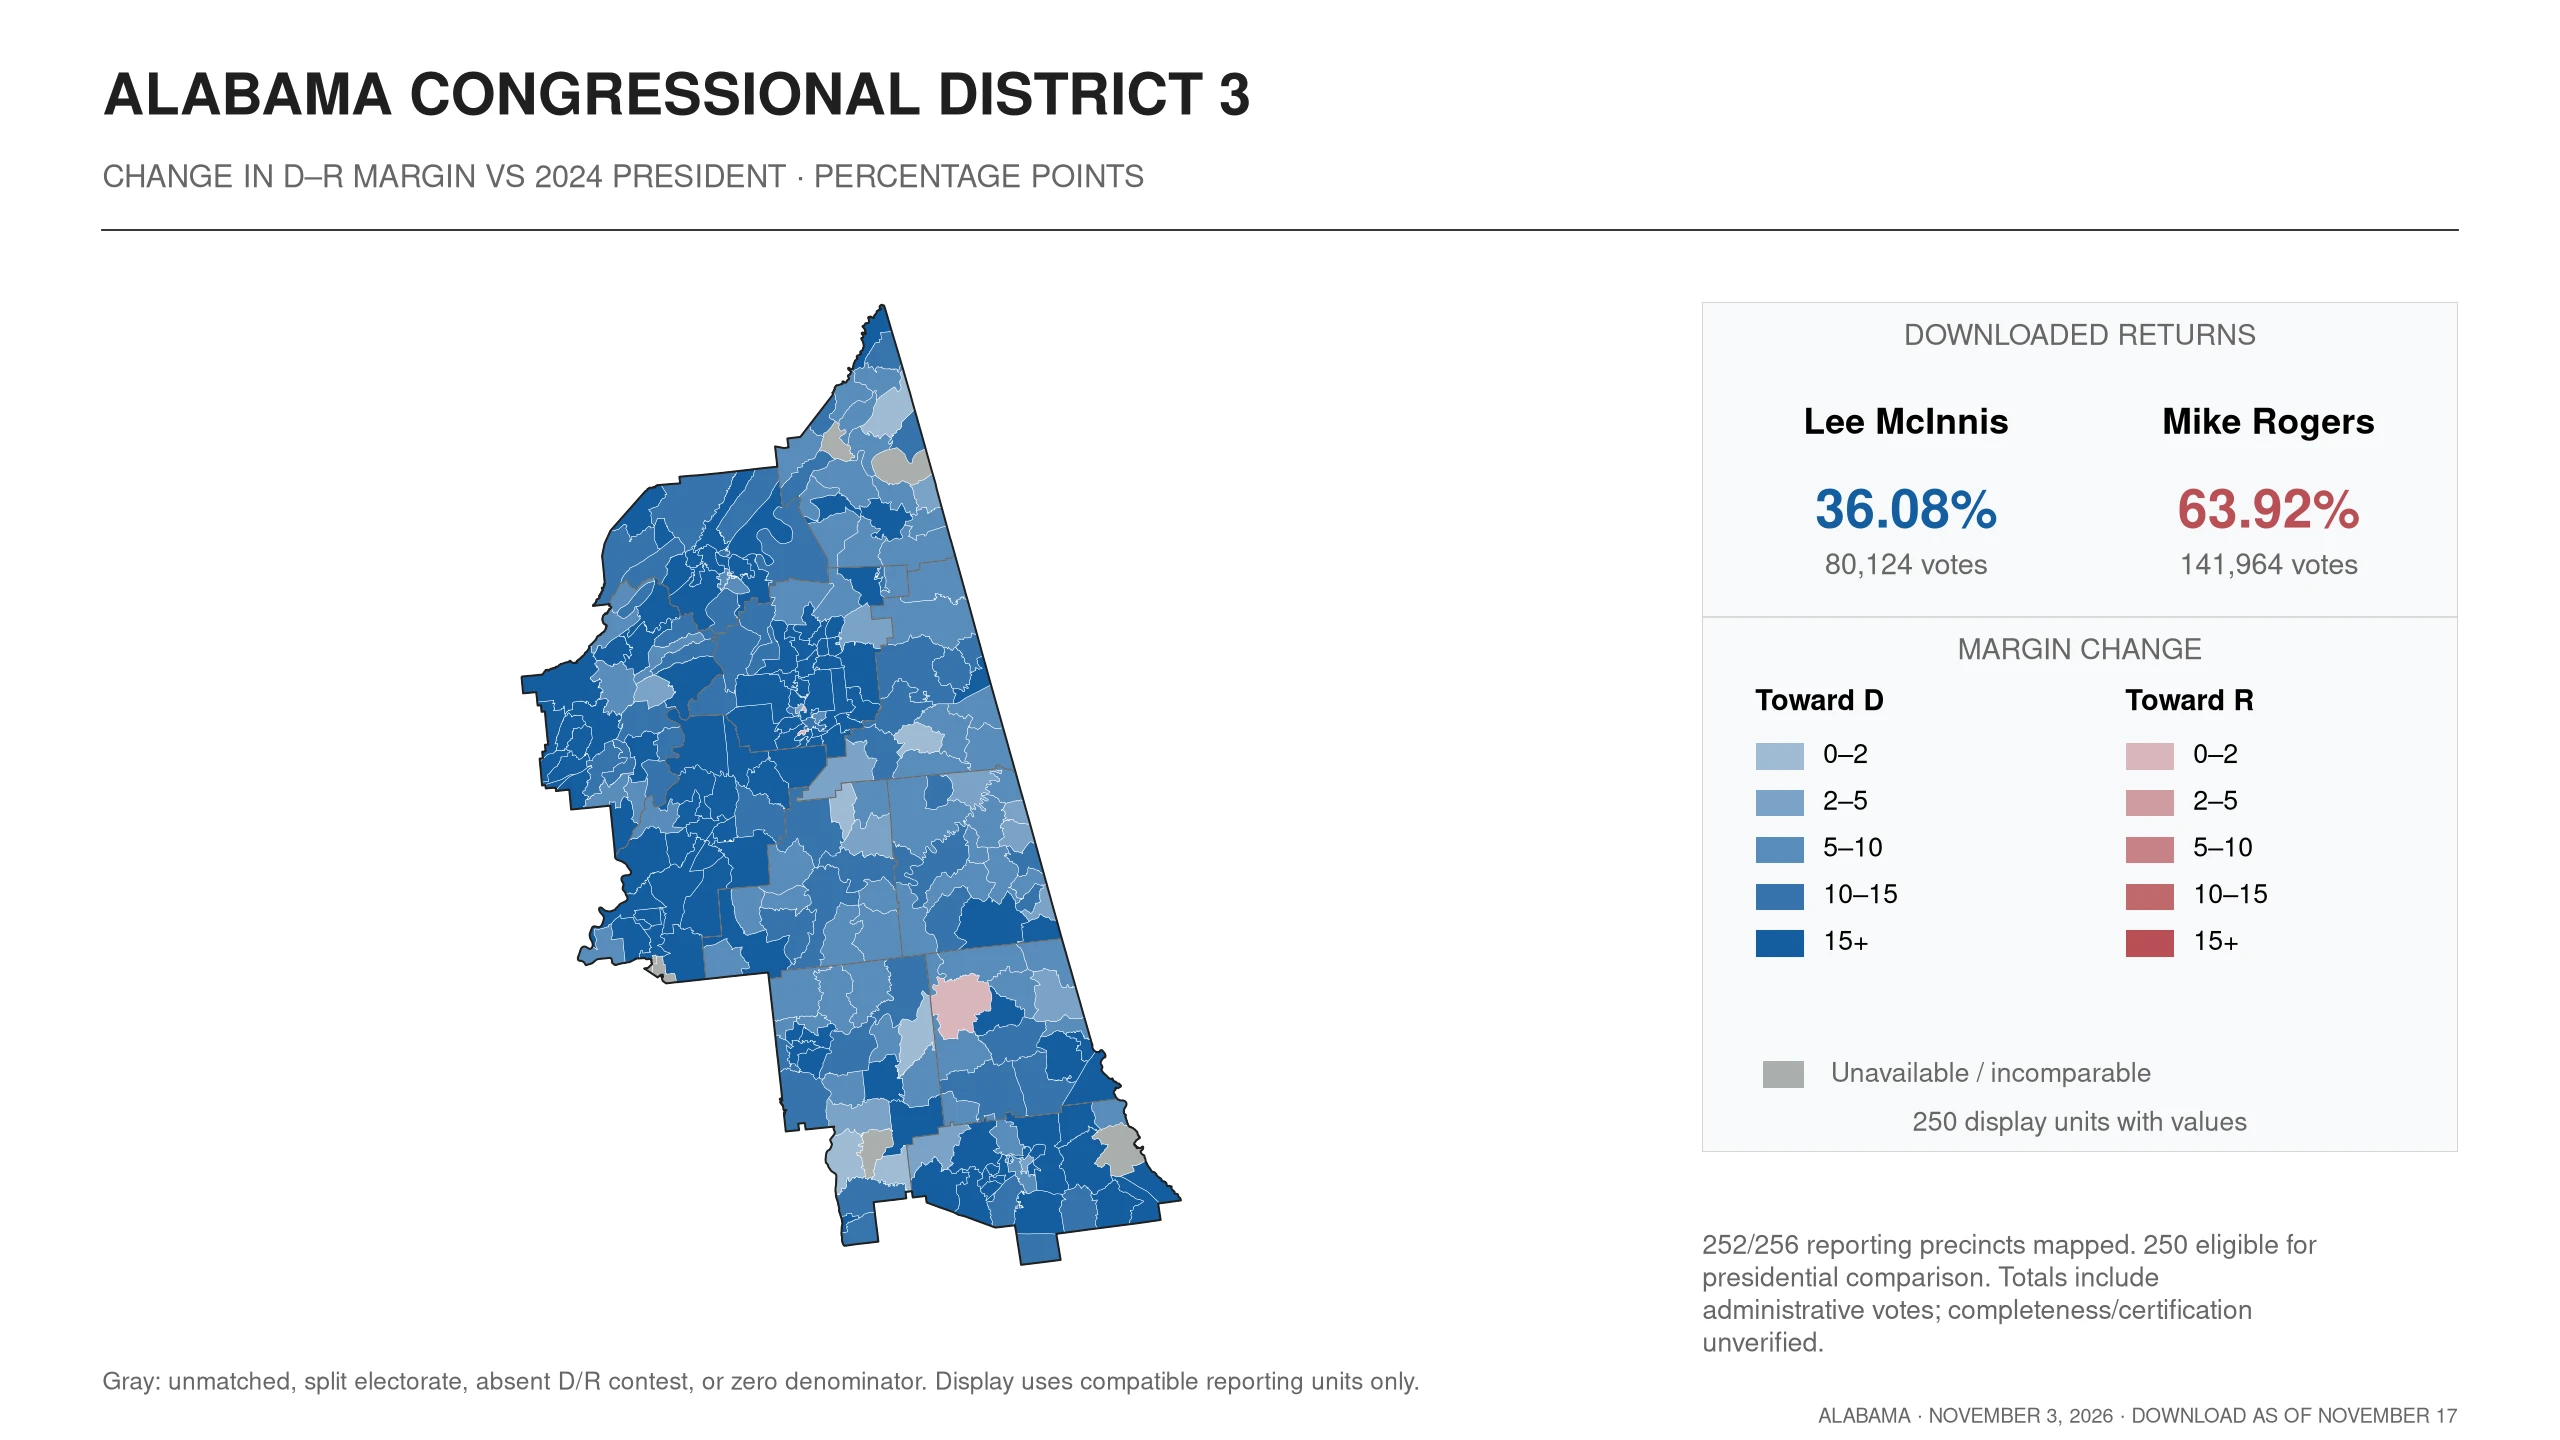 ALABAMA CONGRESSIONAL DISTRICT 3
CHANGE IN D–R MARGIN VS 2024 PRESIDENT · PERCENTAGE POINTS
DOWNLOADED RETURNS
Lee McInnis
Mike Rogers
36.08%
63.92%
80,124 votes
141,964 votes
MARGIN CHANGE
Toward D
Toward R
0–2
0–2
2–5
2–5
5–10
5–10
10–15
10–15
15+
15+
Unavailable / incomparable
250 display units with values
252/256 reporting precincts mapped. 250 eligible for
presidential comparison. Totals include
administrative votes; completeness/certification
unverified.
Gray: unmatched, split electorate, absent D/R contest, or zero denominator. Display uses compatible reporting units only.
ALABAMA · NOVEMBER 3, 2026 · DOWNLOAD AS OF NOVEMBER 17